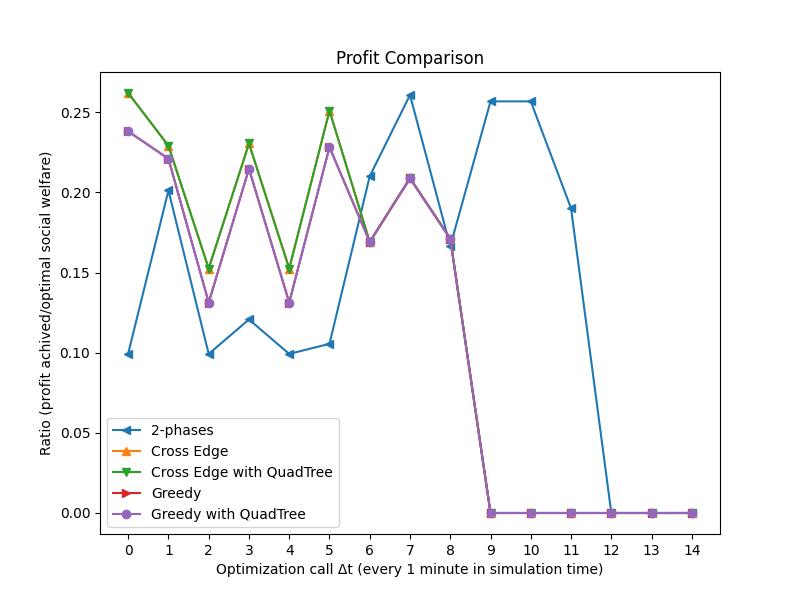 Profit Comparison
Ratio (profit achived/optimal social welfare)
0.25
0.20
0.15
0.10
0.05
0.00
2-phases
Cross Edge
Cross Edge with QuadTree
Greedy
Greedy with QuadTree
0 1 2 3 4 5 6 7 8 9 10 11 12 13 14
Optimization call Δt (every 1 minute in simulation time)